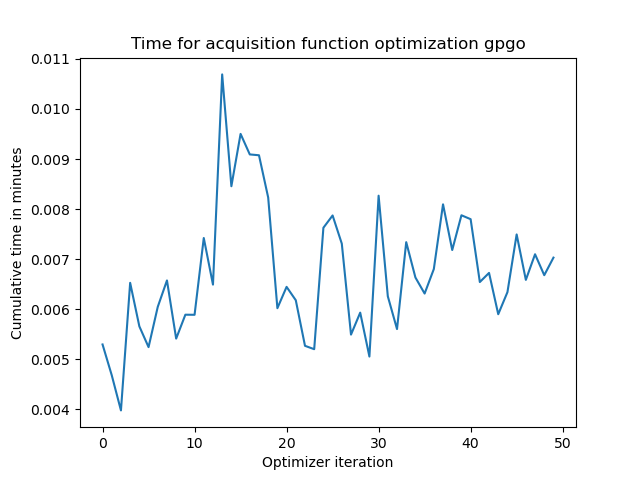 Time for acquisition function optimization gpgo
0.011
0.010
0.009
0.008
0.007
0.006
0.005
0.004
Cumulative time in minutes
0 10 20 30 40 50
Optimizer iteration